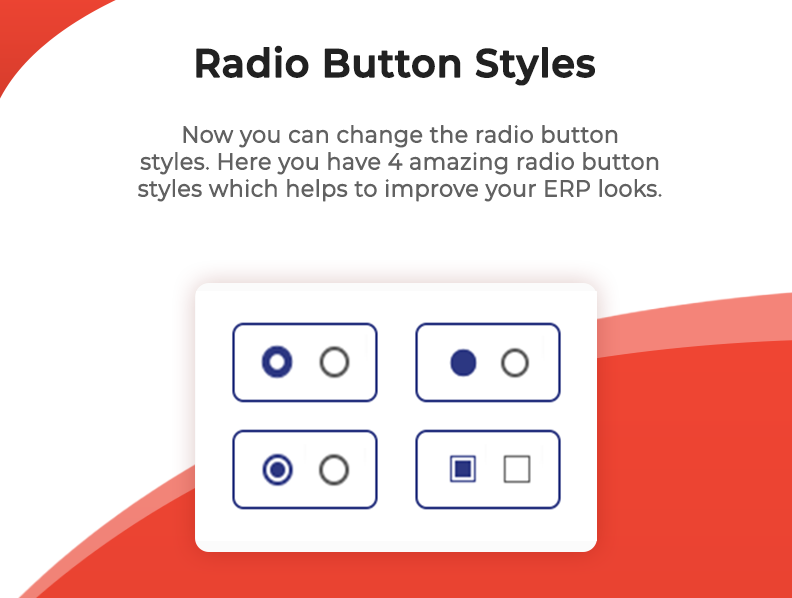 Radio Button Styles
Now you can change the radio button
styles. Here you have 4 amazing radio button
styles which helps to improve your ERP looks.